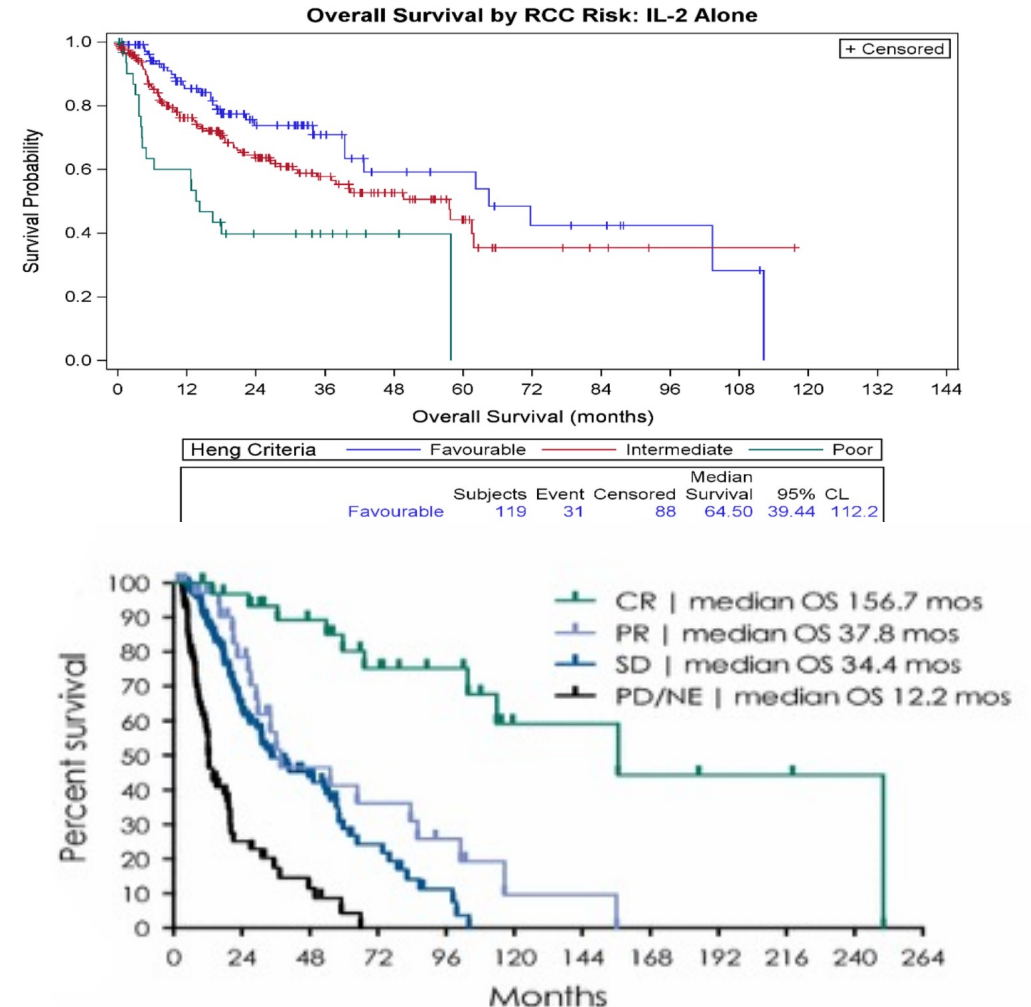 Overall Survival by RCC Risk: IL-2 Alone
+ Censored
Survival Probability
1.0
0.8
0.6
0.4
0.2
0.0
0 12 24 36 48 60 72 84 96 108 120 132 144
Overall Survival (months)
Heng Criteria Favourable Intermediate Poor
Median
Subjects Event Censored Survival 95% CL
Favourable 119 31 88 64.50 39.44 112.2
Percent survival
100
90
80
70
60
50
40
30
20
10
0
CR | median OS 156.7 mos
PR | median OS 37.8 mos
SD | median OS 34.4 mos
PD/NE | median OS 12.2 mos
0 24 48 72 96 120 144 168 192 216 240 264
Months